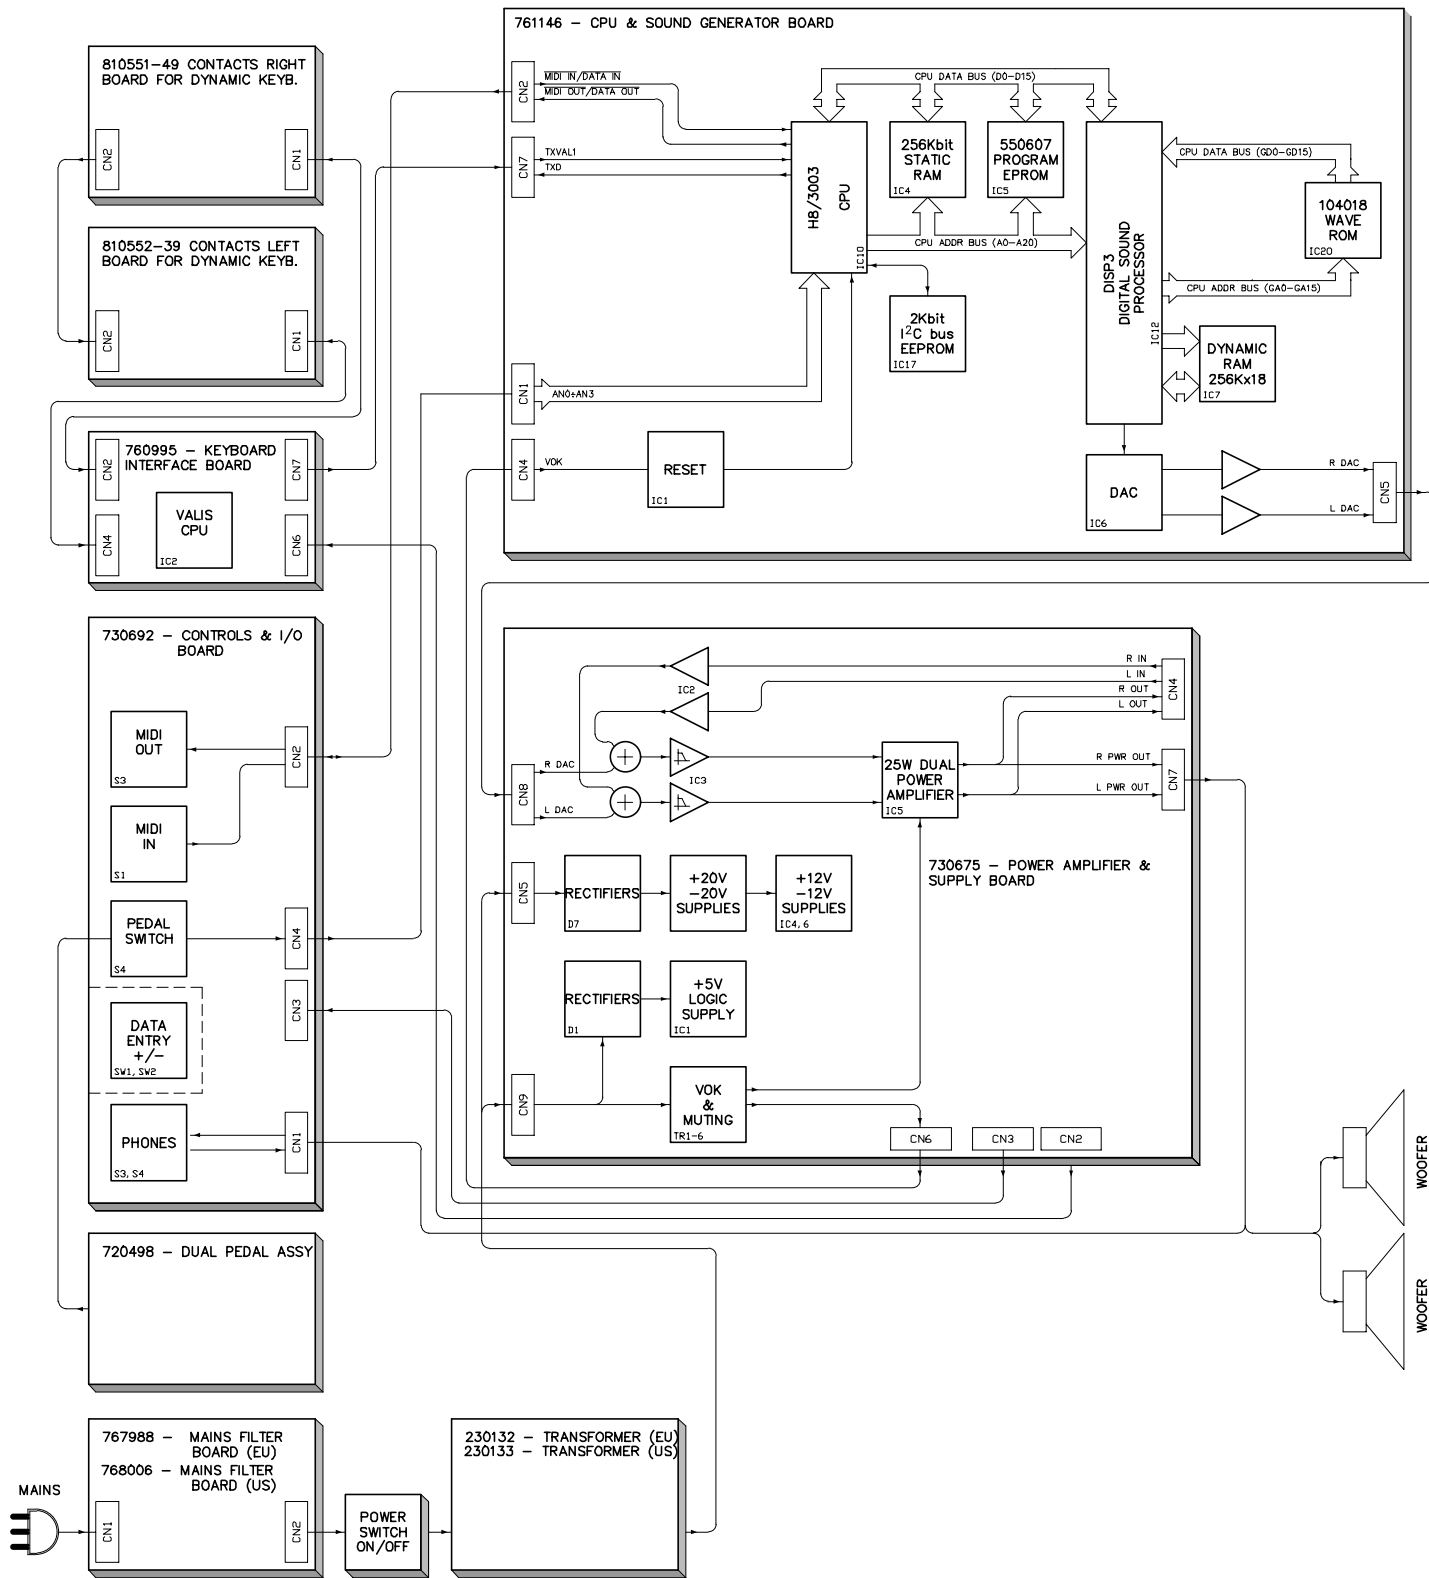 761146 – CPU & SOUND GENERATOR BOARD
810551-49 CONTACTS RIGHT
BOARD FOR DYNAMIC KEYB.
CN2
CN1
810552-39 CONTACTS LEFT
BOARD FOR DYNAMIC KEYB.
CN2
CN1
760995 – KEYBOARD
INTERFACE BOARD
CN2
CN7
VALIS
CPU
IC2
CN4
CN6
CN2
MIDI IN/DATA IN
MIDI OUT/DATA OUT
CN7
TXVAL1
TXD
CN1
AN0÷AN3
CN4
VOK
RESET
IC1
H8/3003
CPU
IC10
CPU DATA BUS (D0-D15)
256Kbit
STATIC
RAM
IC4
550607
PROGRAM
EPROM
IC5
CPU ADDR BUS (A0-A20)
2Kbit
I2C bus
EEPROM
IC17
DISP3
DIGITAL SOUND
PROCESSOR
IC12
CPU DATA BUS (GD0-GD15)
104018
WAVE
ROM
IC20
CPU ADDR BUS (GA0-GA15)
DYNAMIC
RAM
256Kx18
IC7
DAC
IC6
R DAC
L DAC
CN5
730692 – CONTROLS & I/O
BOARD
MIDI
OUT
S3
CN2
MIDI
IN
S1
PEDAL
SWITCH
S4
CN4
CN3
DATA
ENTRY
+/-
SW1, SW2
PHONES
S3, S4
CN1
R IN
L IN
R OUT
L OUT
CN4
IC2
CN8
R DAC
L DAC
IC3
25W DUAL
POWER
AMPLIFIER
IC5
R PWR OUT
L PWR OUT
CN7
730675 – POWER AMPLIFIER &
SUPPLY BOARD
CN5
RECTIFIERS
D7
+20V
-20V
SUPPLIES
+12V
-12V
SUPPLIES
IC4, 6
RECTIFIERS
D1
+5V
LOGIC
SUPPLY
IC1
CN9
VOK
&
MUTING
TR1-6
CN6
CN3
CN2
WOOFER
WOOFER
720498 – DUAL PEDAL ASSY
767988 – MAINS FILTER
BOARD (EU)
768006 – MAINS FILTER
BOARD (US)
MAINS
CN1
CN2
POWER
SWITCH
ON/OFF
230132 – TRANSFORMER (EU)
230133 – TRANSFORMER (US)